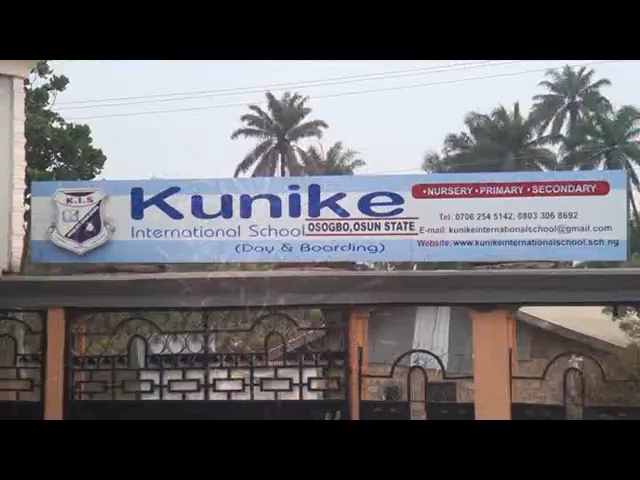 K.I.S
Kunike
International School OSOGBO, OSUN STATE
(Day & Boarding)
•NURSERY •PRIMARY •SECONDARY
Tel: 0706 254 5142, 0803 306 8692
E-mail: kunikeinternationalschool@gmail.com
Website: www.kunikeinternationalschool.sch.ng